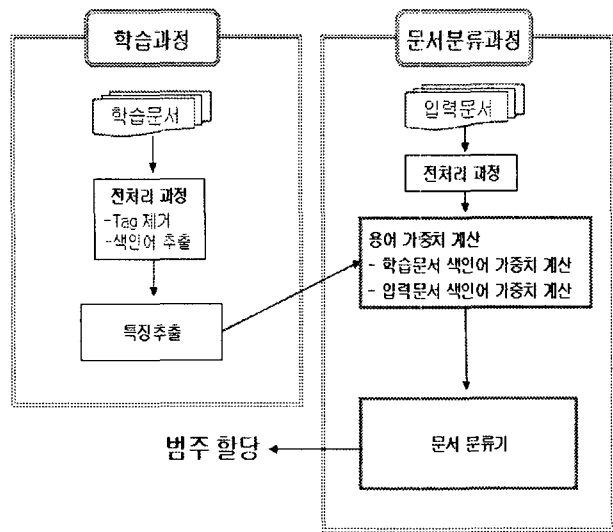 학습과정
학습문서
전처리 과정
-Tag 제거
-색인어 추출
특징추출
문서분류과정
입력문서
전처리 과정
용어 가중치 계산
- 학습문서 색인어 가중치 계산
- 입력문서 색인어 가중치 계산
문서 분류기
범주 할당